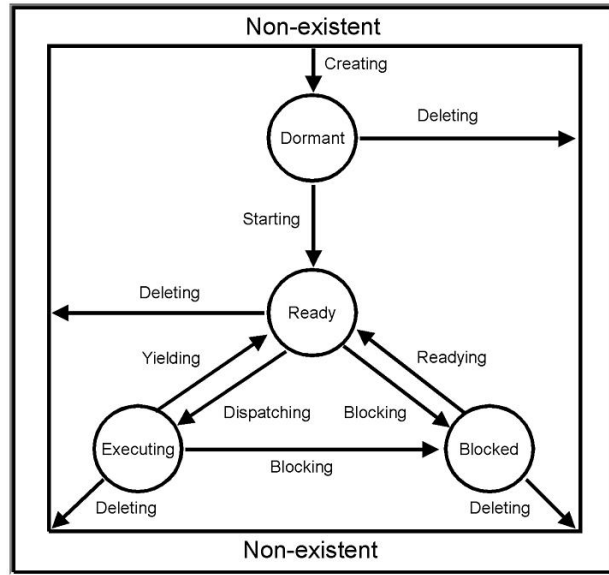 Non-existent
Creating
Deleting
Dormant
Starting
Deleting
Ready
Yielding
Readying
Dispatching
Blocking
Executing
Blocked
Blocking
Deleting
Deleting
Non-existent